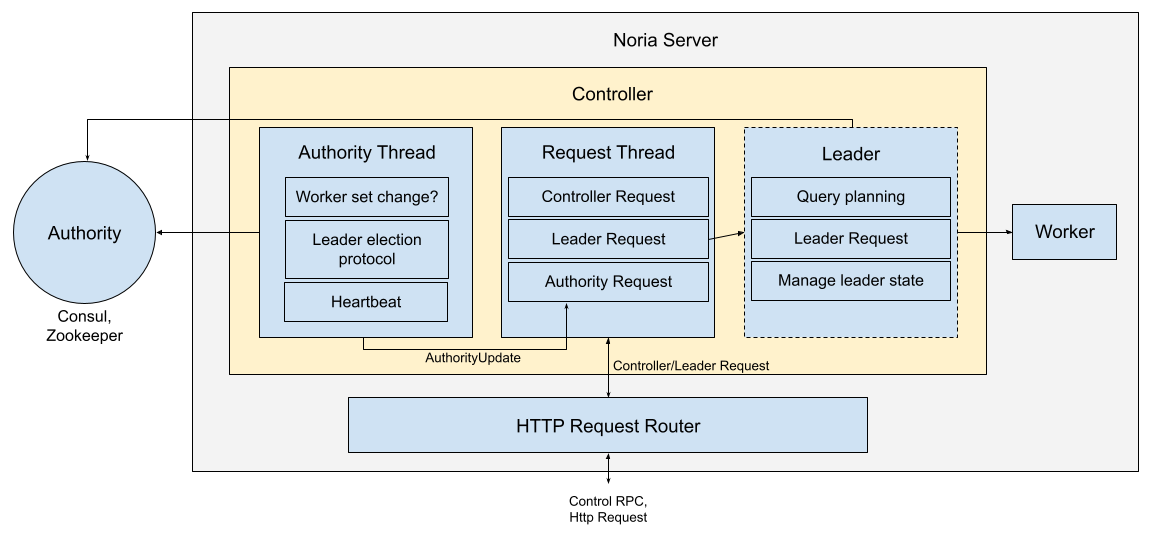 Noria Server
Controller
Authority Thread
Worker set change?
Leader election
protocol
Heartbeat
Request Thread
Controller Request
Leader Request
Authority Request
Leader
Query planning
Leader Request
Manage leader state
Authority
Consul,
Zookeeper
Worker
AuthorityUpdate
Controller/Leader Request
HTTP Request Router
Control RPC,
Http Request